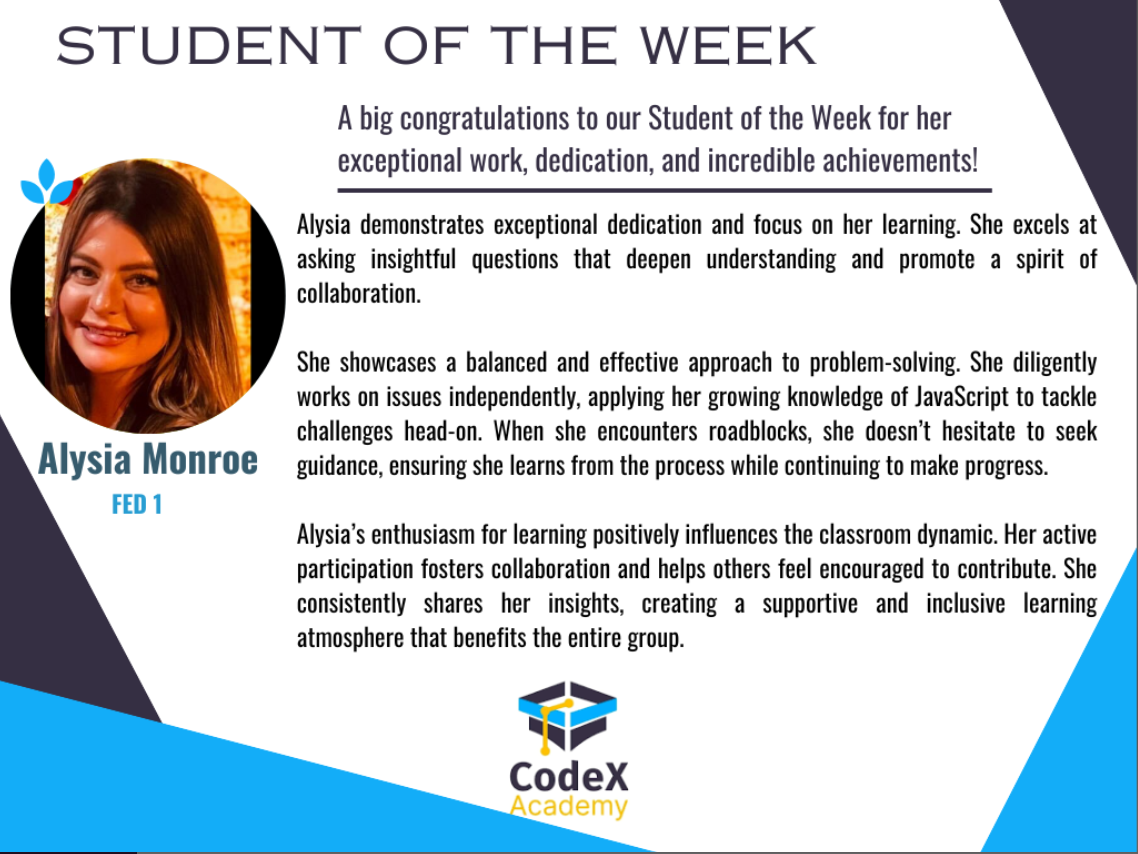 STUDENT OF THE WEEK
A big congratulations to our Student of the Week for her
exceptional work, dedication, and incredible achievements!
Alysia demonstrates exceptional dedication and focus on her learning. She excels at
asking insightful questions that deepen understanding and promote a spirit of
collaboration.
She showcases a balanced and effective approach to problem-solving. She diligently
works on issues independently, applying her growing knowledge of JavaScript to tackle
challenges head-on. When she encounters roadblocks, she doesn’t hesitate to seek
guidance, ensuring she learns from the process while continuing to make progress.
Alysia’s enthusiasm for learning positively influences the classroom dynamic. Her active
participation fosters collaboration and helps others feel encouraged to contribute. She
consistently shares her insights, creating a supportive and inclusive learning
atmosphere that benefits the entire group.
Alysia Monroe
FED 1
CodeX
Academy